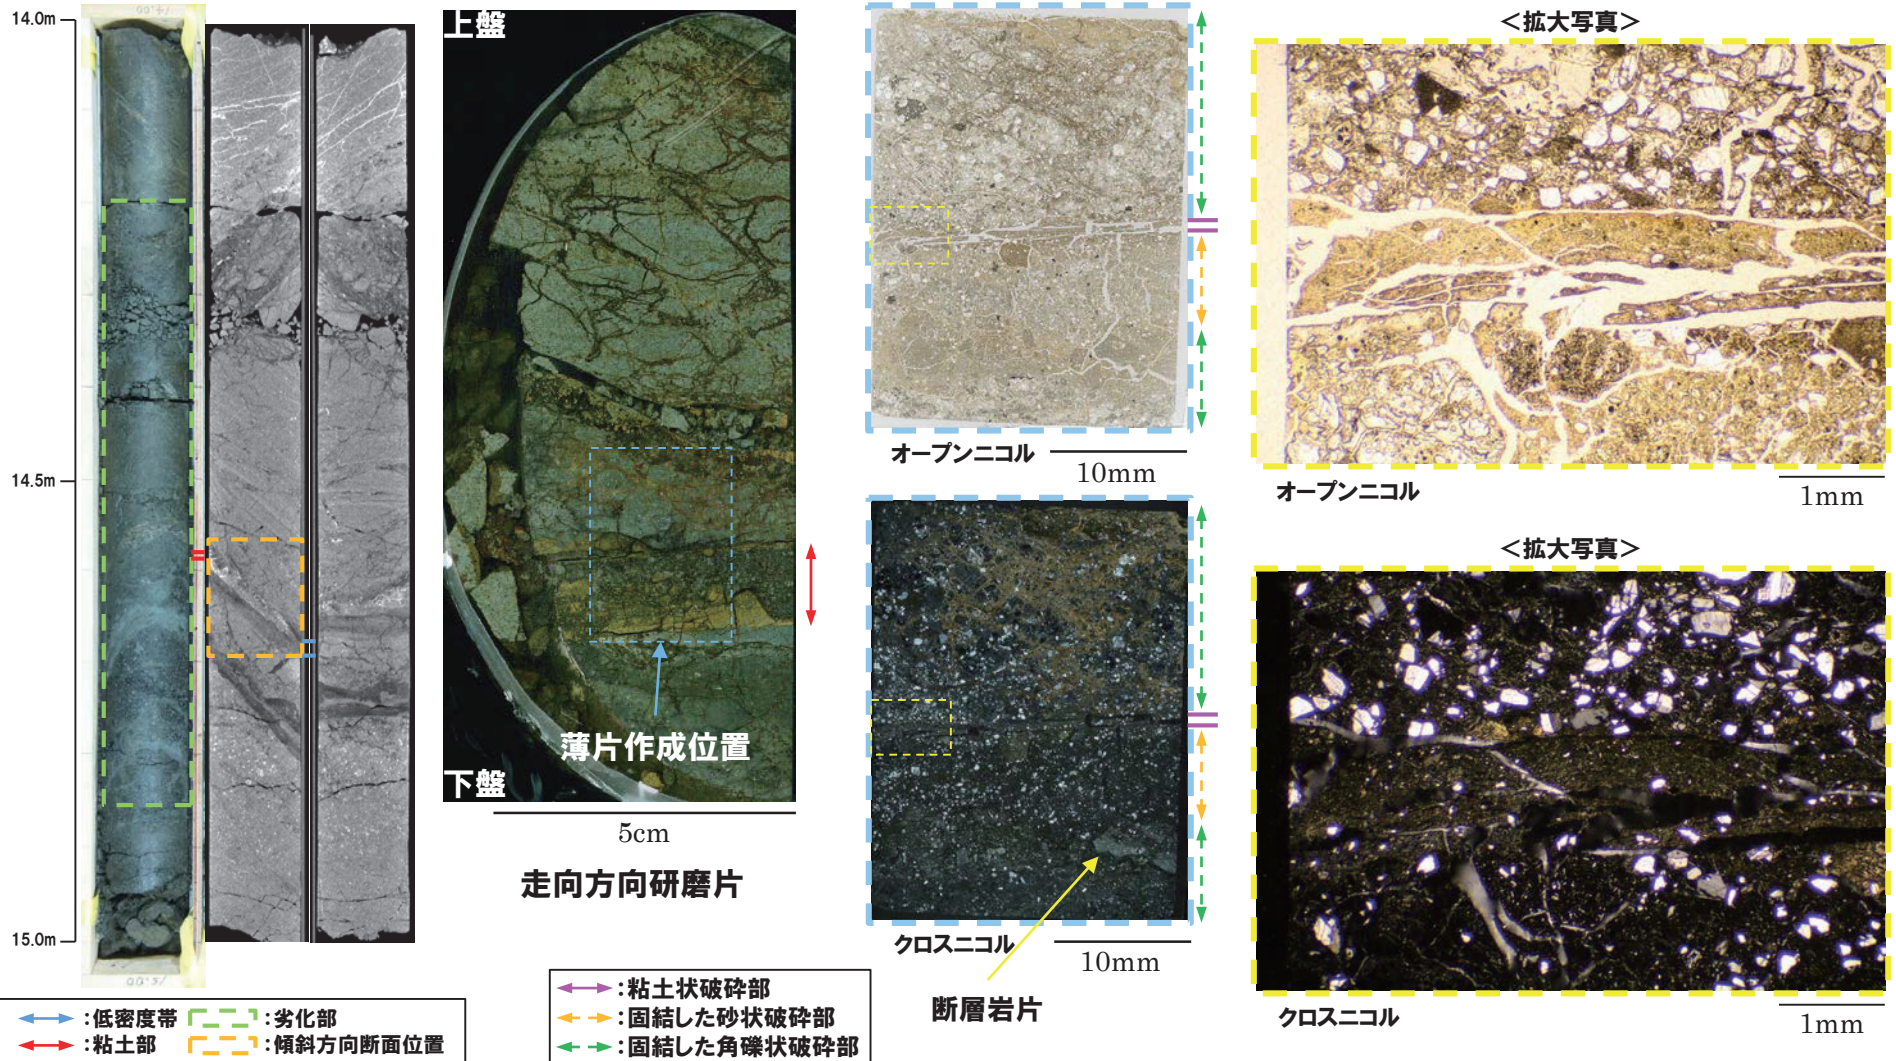 14.0m
14.5m
15.0m
14.00
15.00
上盤
下盤
薄片作成位置
5cm
走向方向研磨片
オープンニコル
10mm
クロスニコル
10mm
断層岩片
<拡大写真>
オープンニコル
1mm
<拡大写真>
クロスニコル
1mm
:低密度帯
:劣化部
:粘土部
:傾斜方向断面位置
:粘土状破砕部
:固結した砂状破砕部
:固結した角礫状破砕部